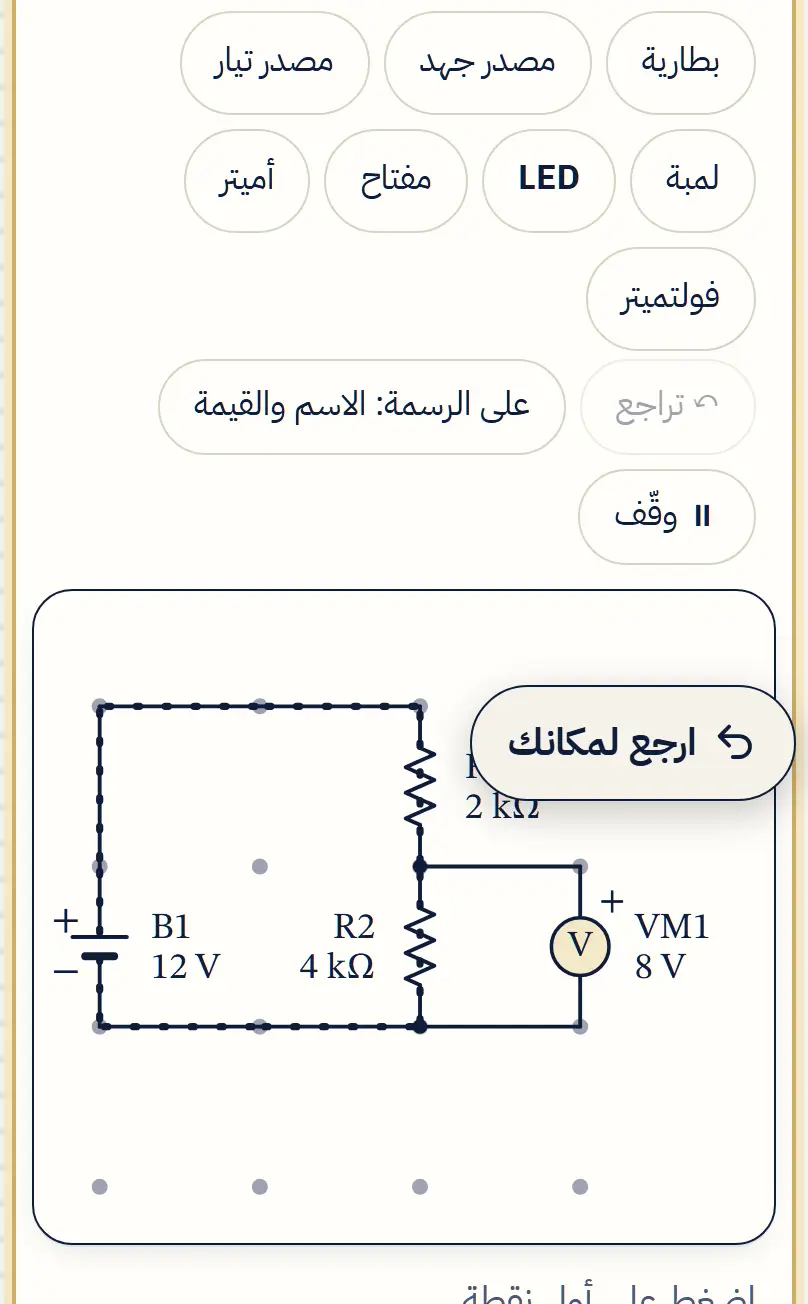 بطارية مصدر جهد مصدر تيار
لمبة LED مفتاح أميتر
فولتميتر
تراجع على الرسمة: الاسم والقيمة
وقّف
ارجع لمكانك
2 kΩ
+ B1 R2 + VM1
− 12 V 4 kΩ V 8 V